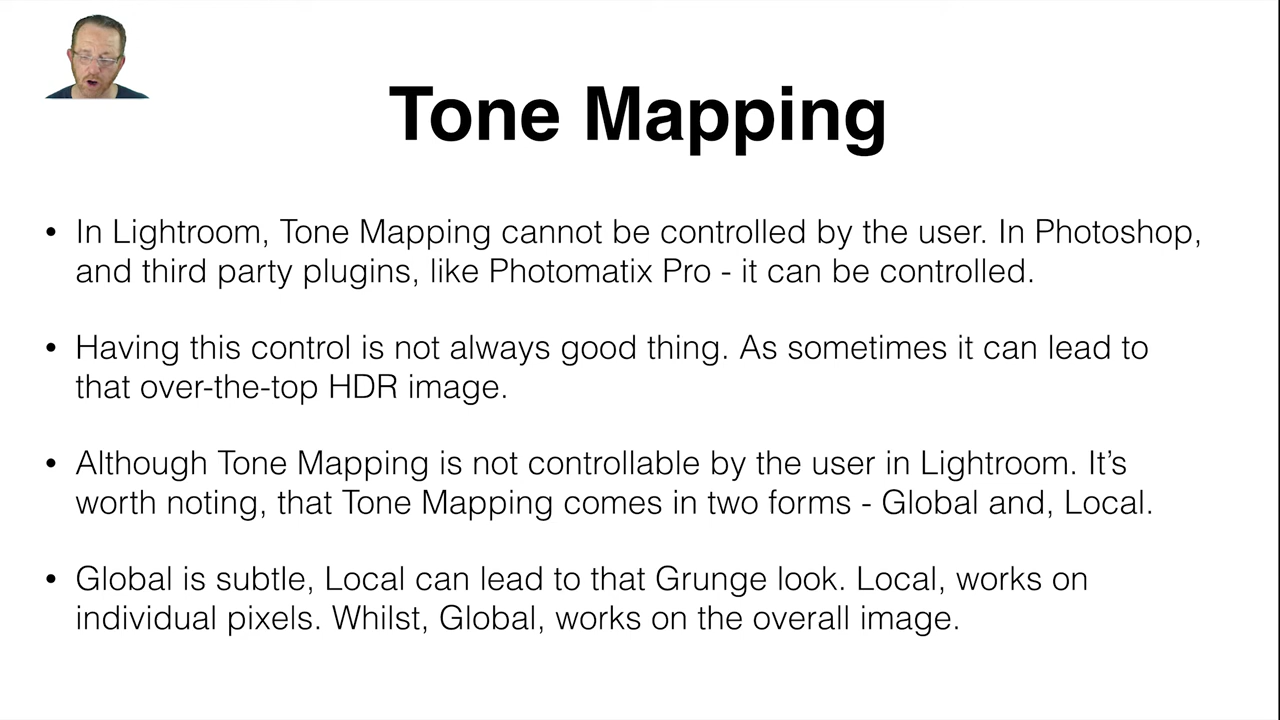 Tone Mapping
• In Lightroom, Tone Mapping cannot be controlled by the user. In Photoshop,
and third party plugins, like Photomatix Pro - it can be controlled.
• Having this control is not always good thing. As sometimes it can lead to
that over-the-top HDR image.
• Although Tone Mapping is not controllable by the user in Lightroom. It’s
worth noting, that Tone Mapping comes in two forms - Global and, Local.
• Global is subtle, Local can lead to that Grunge look. Local, works on
individual pixels. Whilst, Global, works on the overall image.